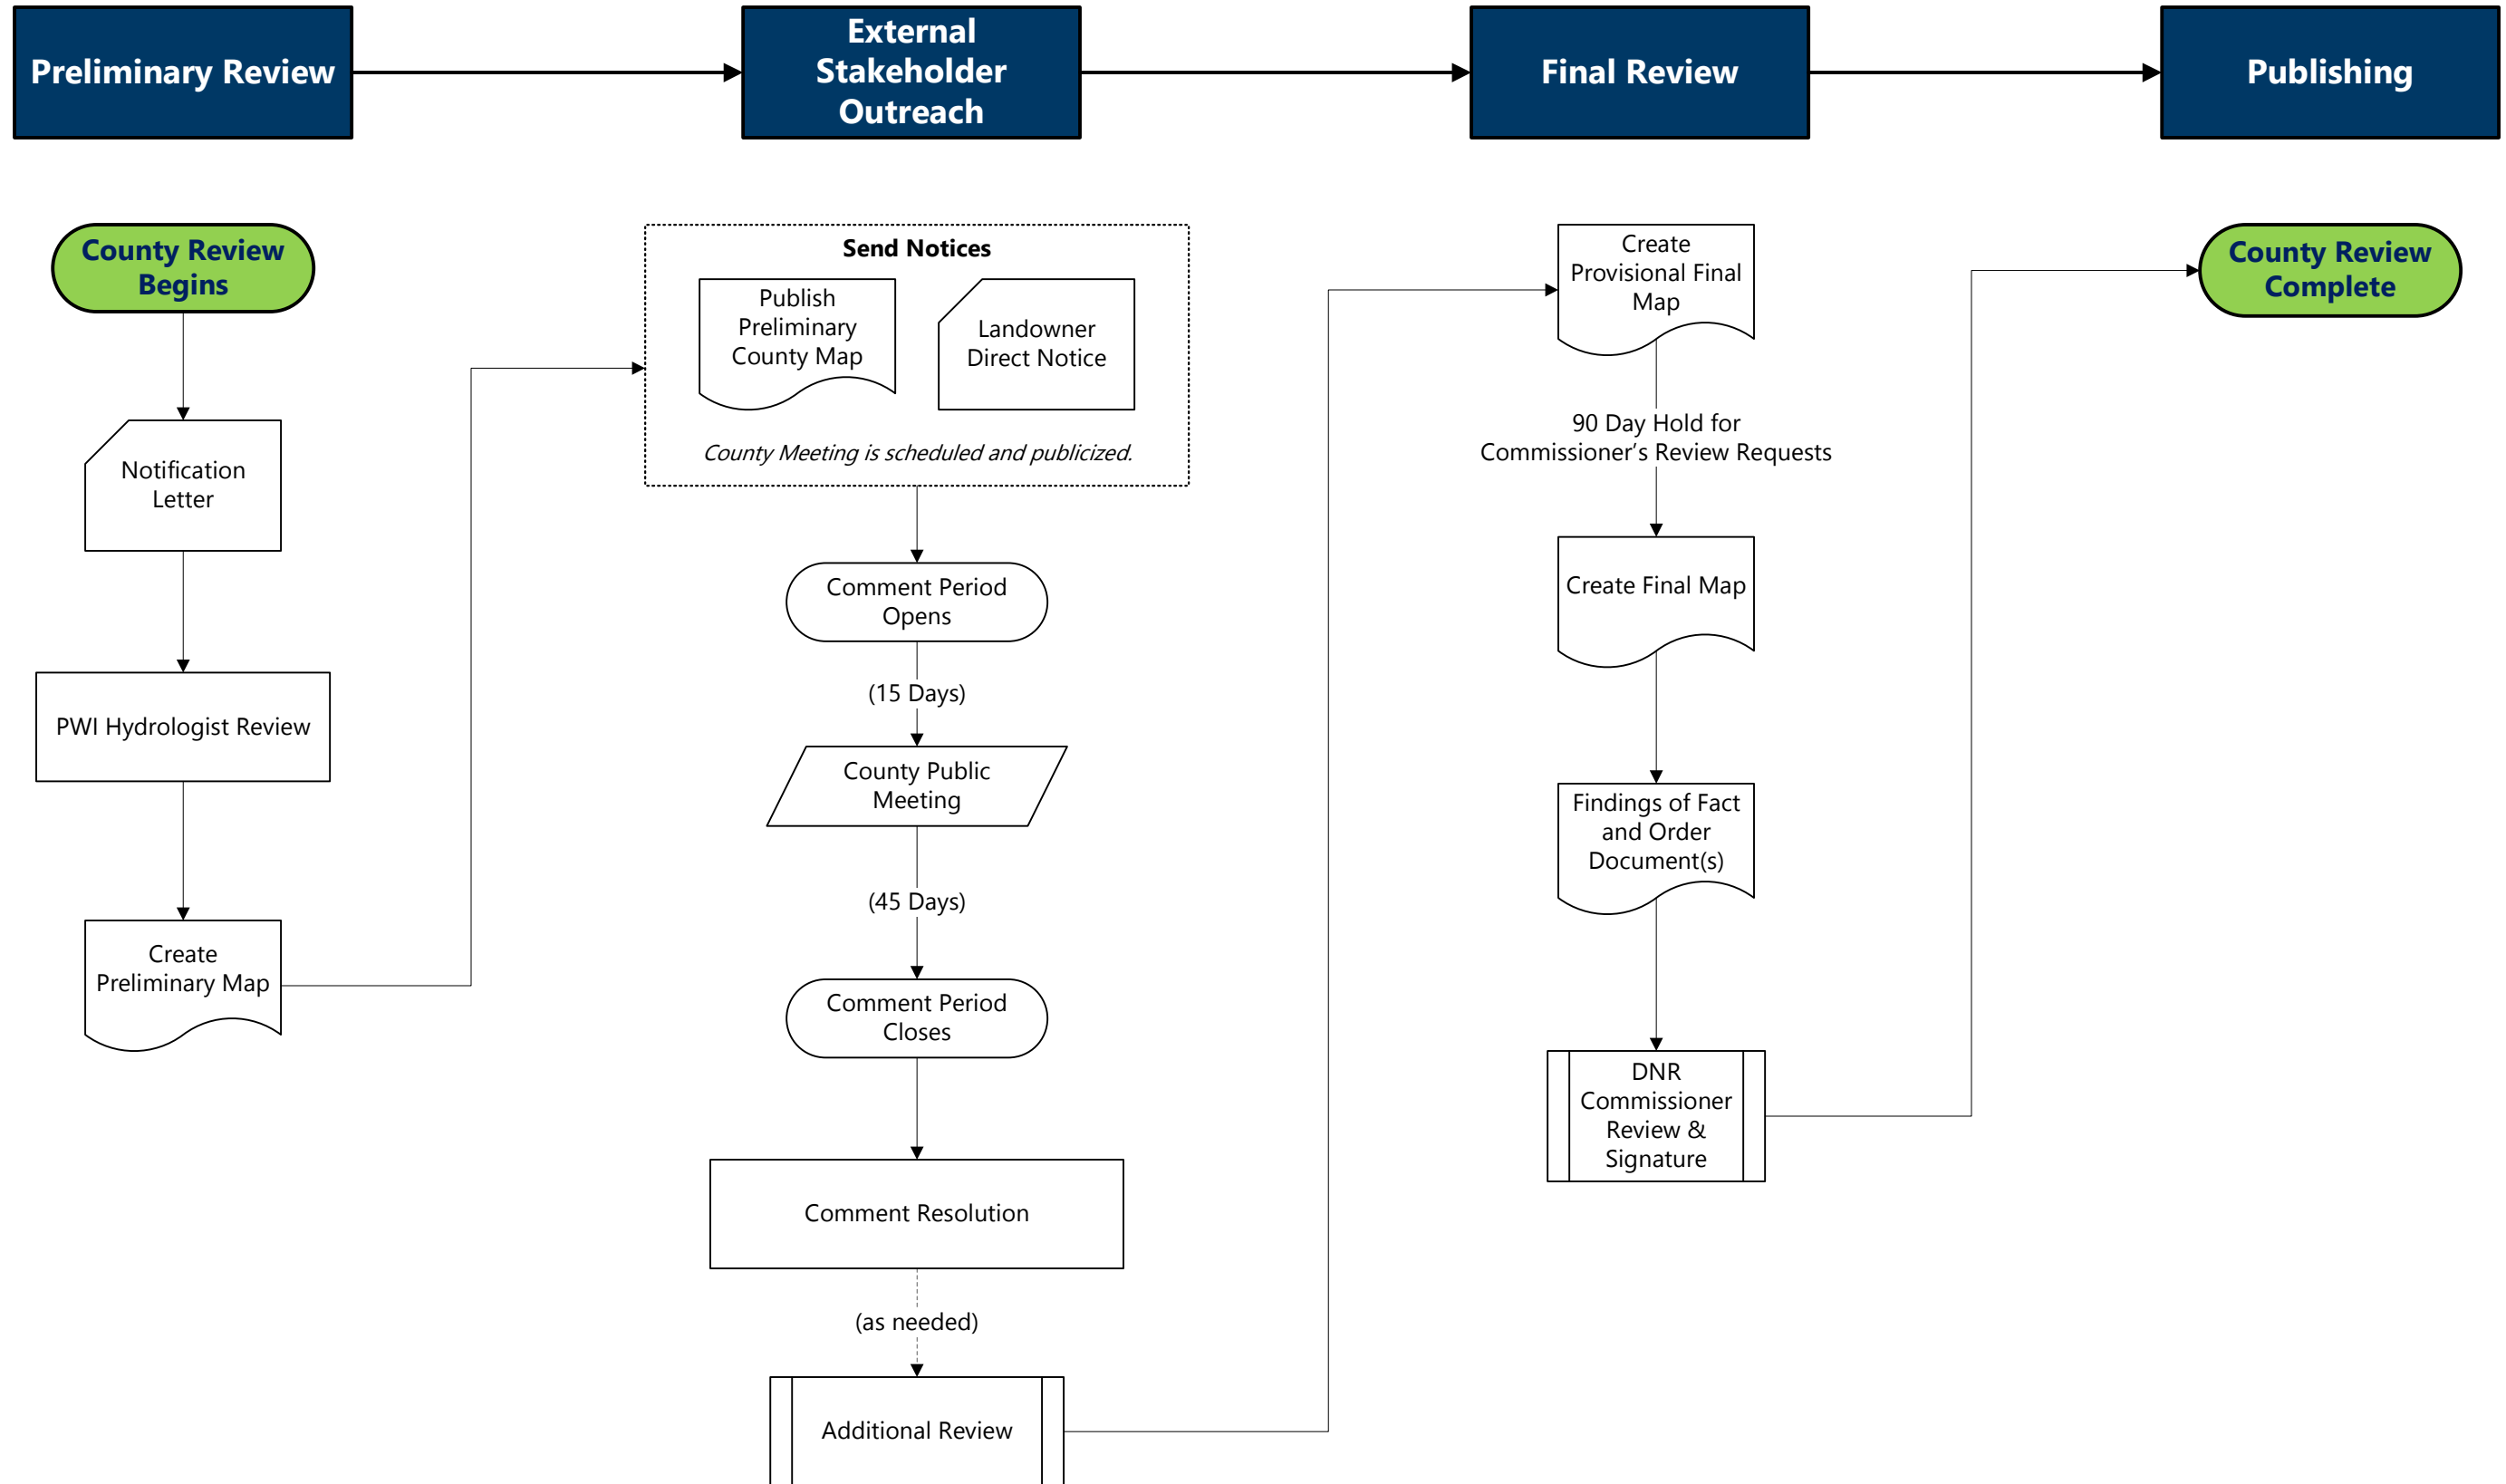 Preliminary Review
External
Stakeholder
Outreach
Final Review
Publishing
County Review
Begins
Notification
Letter
PWI Hydrologist Review
Create
Preliminary Map
Send Notices
Publish
Preliminary
County Map
Landowner
Direct Notice
County Meeting is scheduled and publicized.
Comment Period
Opens
(15 Days)
County Public
Meeting
(45 Days)
Comment Period
Closes
Comment Resolution
(as needed)
Additional Review
Create
Provisional Final
Map
90 Day Hold for
Commissioner’s Review Requests
Create Final Map
Findings of Fact
and Order
Document(s)
DNR
Commissioner
Review &
Signature
County Review
Complete